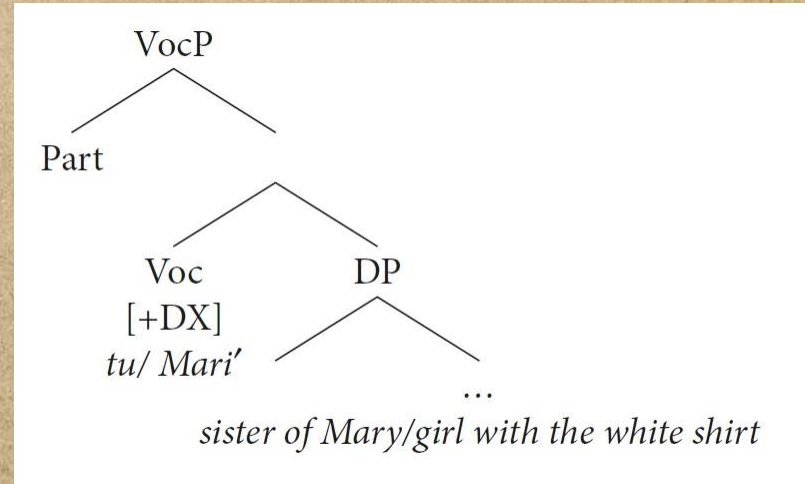 VocP
Part
Voc DP
[+DX]
tu/ Mari′
...
sister of Mary/girl with the white shirt